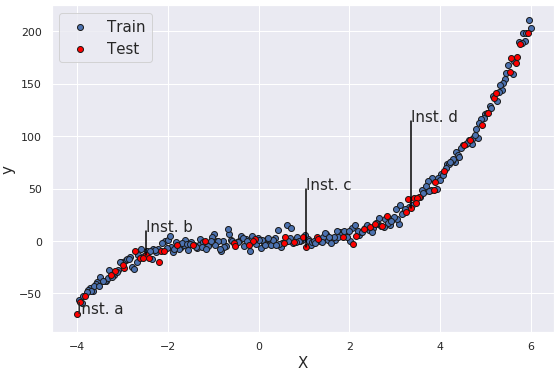 Train
Test
200
150
100
50
0
−50
y
Inst. d
Inst. c
Inst. b
Inst. a
−4 −2 0 2 4 6
X